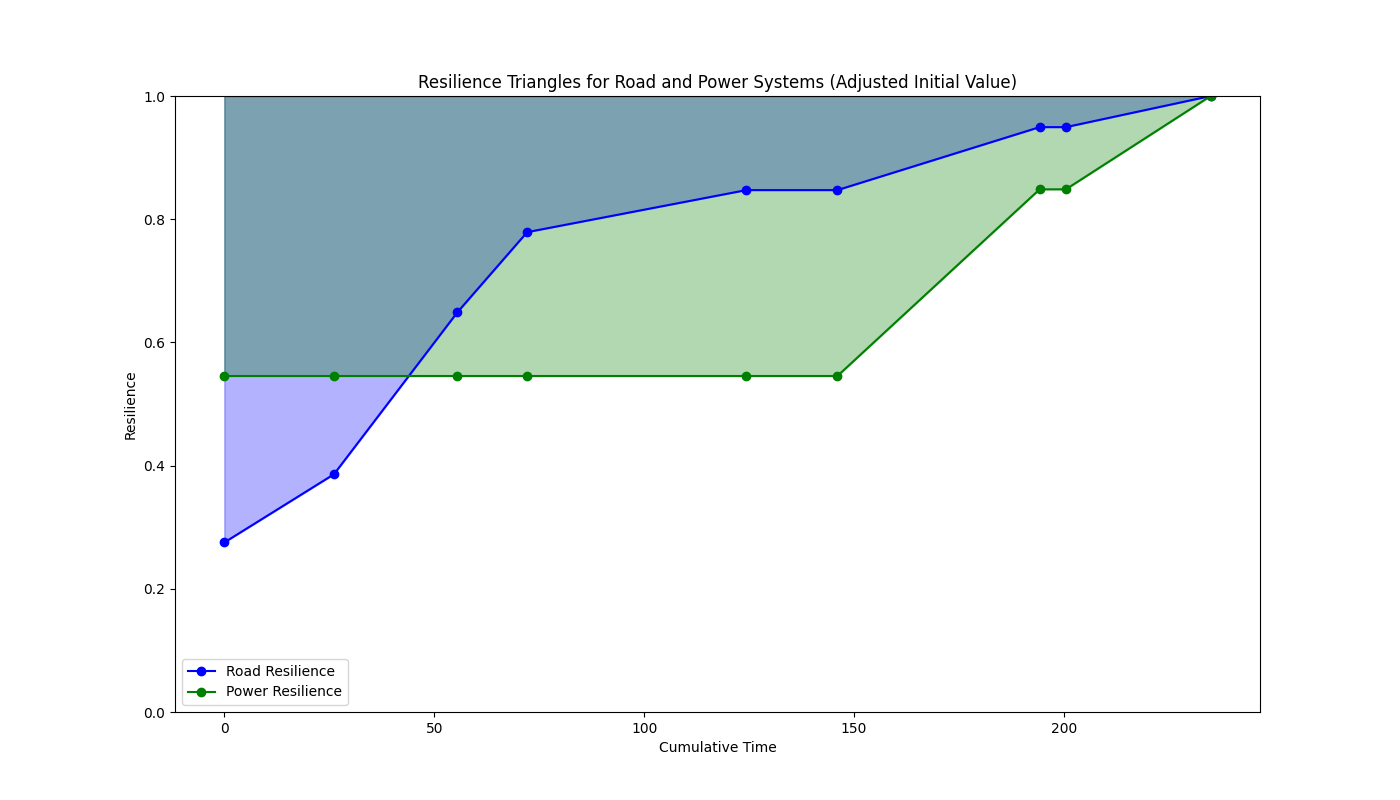 Resilience Triangles for Road and Power Systems (Adjusted Initial Value)
1.0
0.8
0.6
0.4
0.2
0.0
Resilience
Road Resilience
Power Resilience
0 50 100 150 200
Cumulative Time